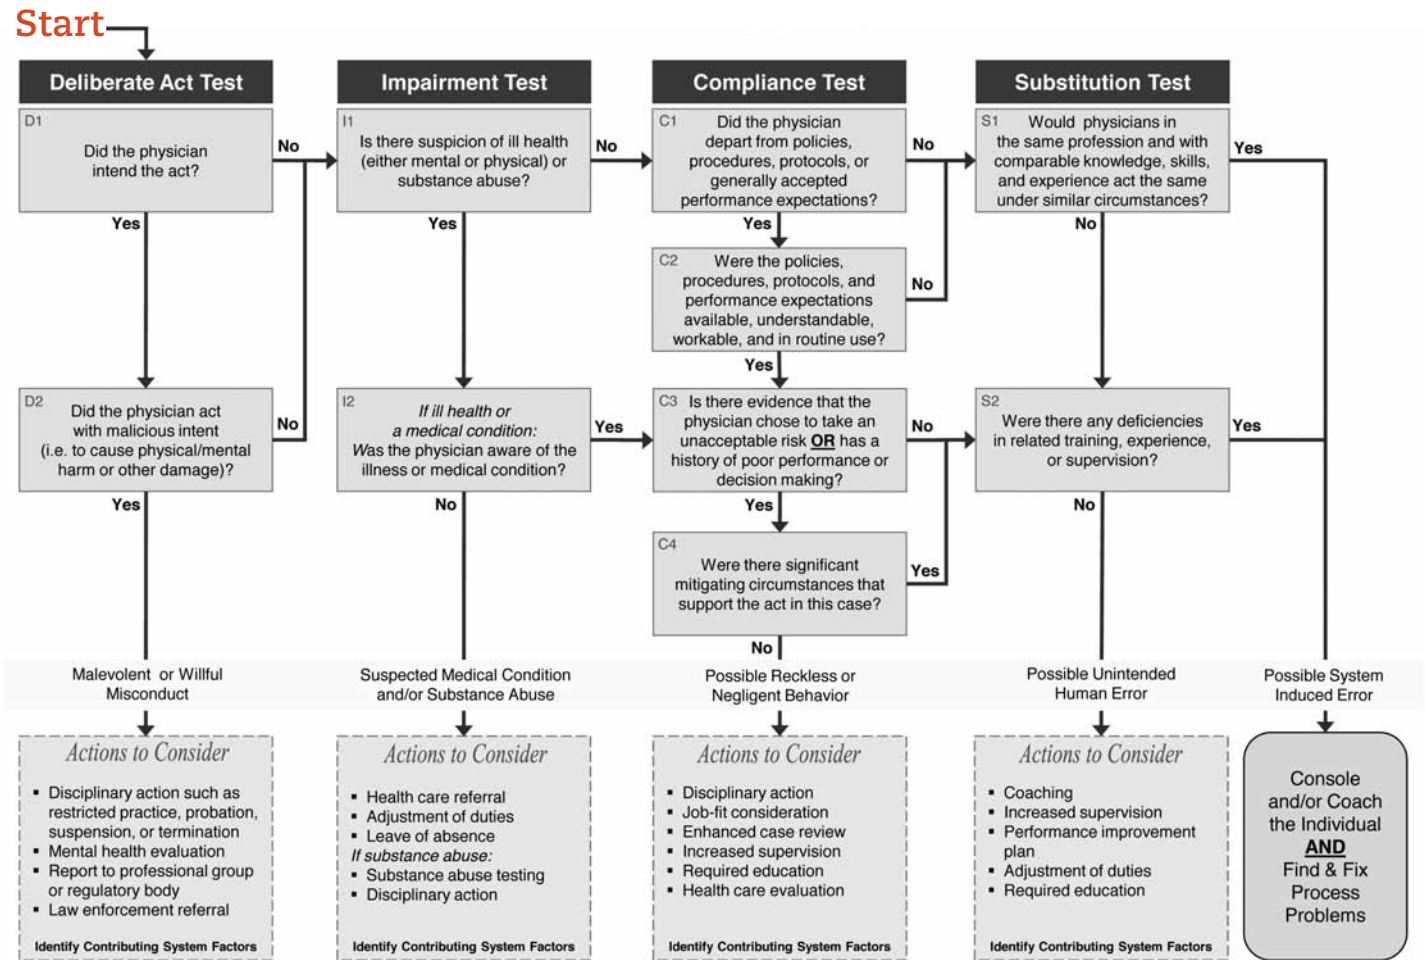 Start
Deliberate Act Test
D1
Did the physician
intend the act?
No
Yes
D2
Did the physician act
with malicious intent
(i.e. to cause physical/mental
harm or other damage)?
No
Yes
Malevolent or Willful
Misconduct
Actions to Consider
▪ Disciplinary action such as
restricted practice, probation,
suspension, or termination
▪ Mental health evaluation
▪ Report to professional group
or regulatory body
▪ Law enforcement referral
Identify Contributing System Factors
Impairment Test
I1
Is there suspicion of ill health
(either mental or physical) or
substance abuse?
No
Yes
I2
If ill health or
a medical condition:
Was the physician aware of the
illness or medical condition?
Yes
No
Suspected Medical Condition
and/or Substance Abuse
Actions to Consider
▪ Health care referral
▪ Adjustment of duties
▪ Leave of absence
If substance abuse:
▪ Substance abuse testing
▪ Disciplinary action
Identify Contributing System Factors
Compliance Test
C1
Did the physician
depart from policies,
procedures, protocols, or
generally accepted
performance expectations?
No
Yes
C2
Were the policies,
procedures, protocols, and
performance expectations
available, understandable,
workable, and in routine use?
No
Yes
C3
Is there evidence that the
physician chose to take an
unacceptable risk OR has a
history of poor performance or
decision making?
No
Yes
C4
Were there significant
mitigating circumstances that
support the act in this case?
Yes
No
Possible Reckless or
Negligent Behavior
Actions to Consider
▪ Disciplinary action
▪ Job-fit consideration
▪ Enhanced case review
▪ Increased supervision
▪ Required education
▪ Health care evaluation
Identify Contributing System Factors
Substitution Test
S1
Would physicians in
the same profession and with
comparable knowledge, skills,
and experience act the same
under similar circumstances?
Yes
No
S2
Were there any deficiencies
in related training, experience,
or supervision?
Yes
No
Possible Unintended
Human Error
Actions to Consider
▪ Coaching
▪ Increased supervision
▪ Performance improvement
plan
▪ Adjustment of duties
▪ Required education
Identify Contributing System Factors
Possible System
Induced Error
Console
and/or Coach
the Individual
AND
Find & Fix
Process
Problems